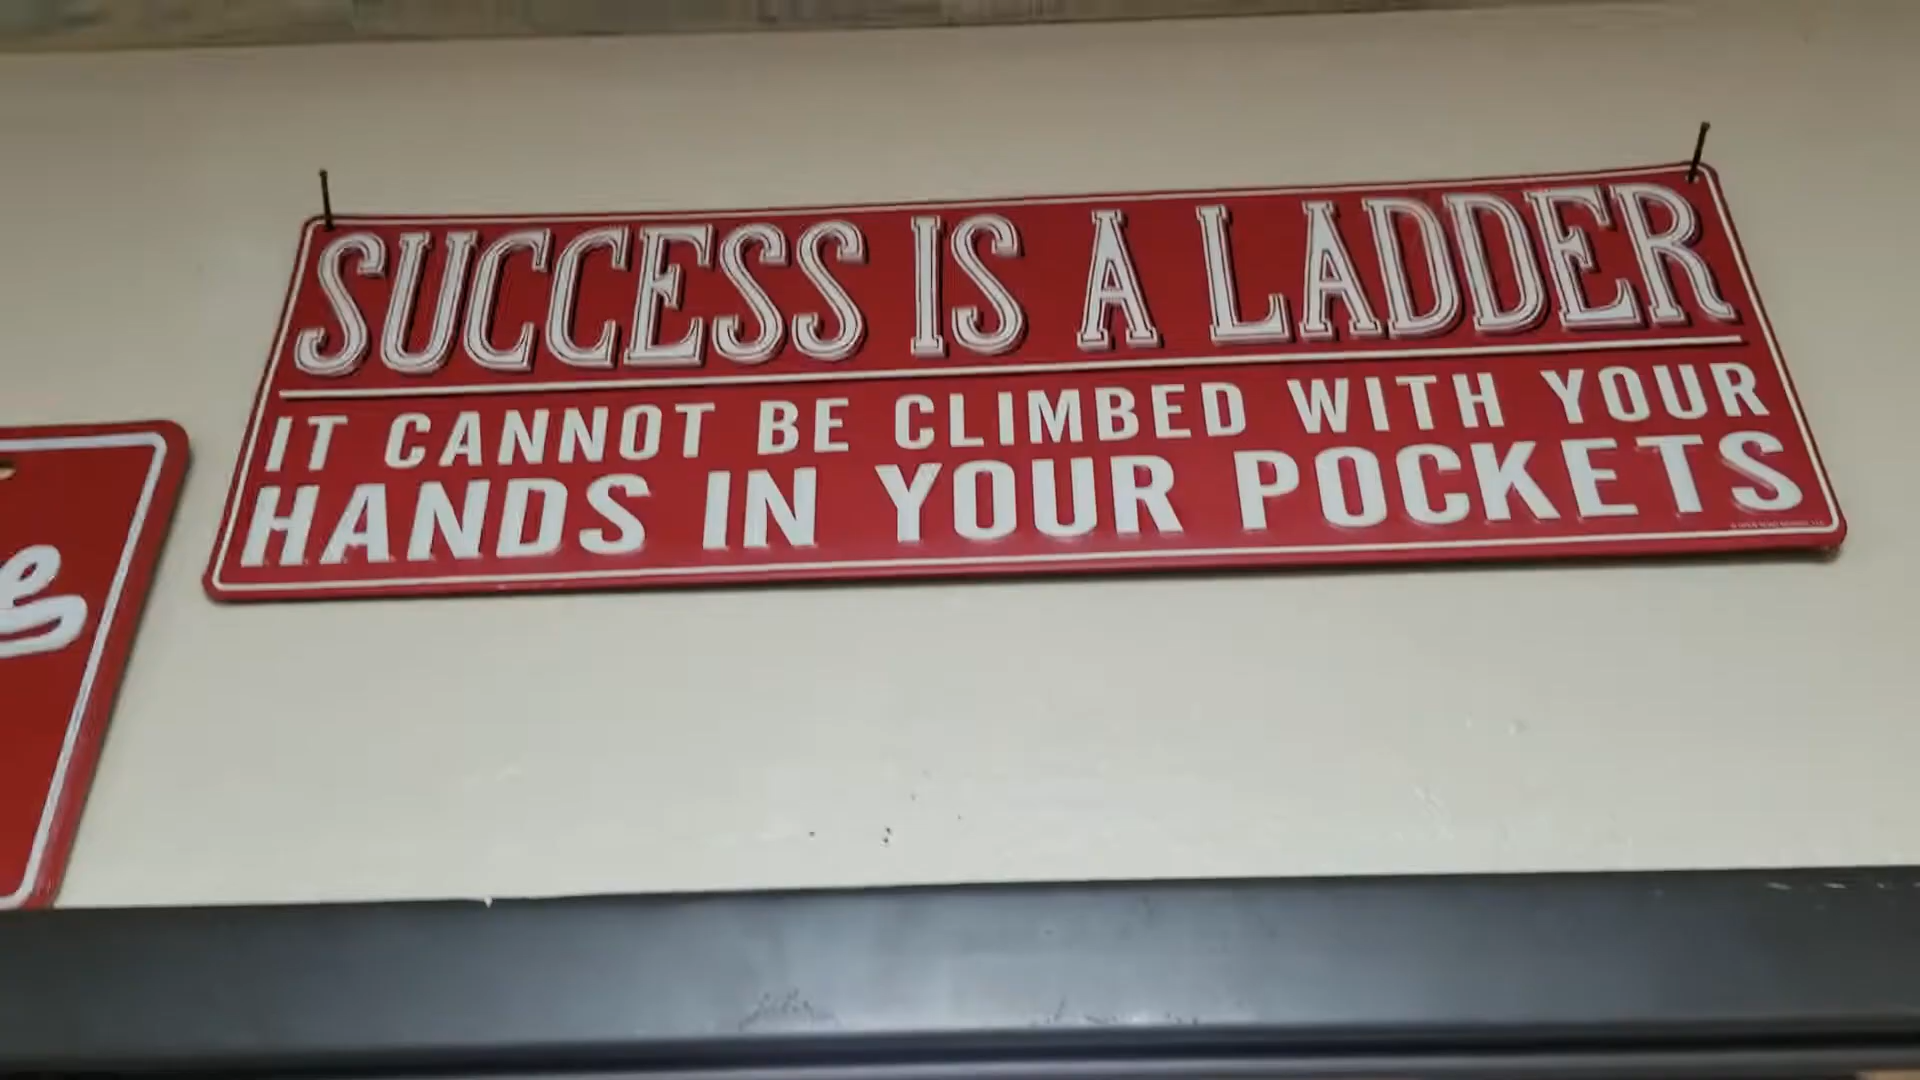 SUCCESS IS A LADDER
IT CANNOT BE CLIMBED WITH YOUR
HANDS IN YOUR POCKETS